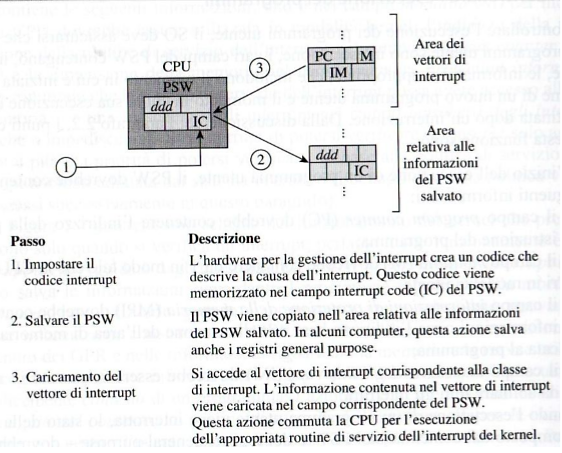 CPU
PSW
ddd
IC
1
2
3
PC
M
IM
ddd
IC
Area dei
vettori di
interrupt
Area
relativa alle
informazioni
del PSW
salvato
Passo
Descrizione
1. Impostare il
codice interrupt
L'hardware per la gestione dell'interrupt crea un codice che
descrive la causa dell'interrupt. Questo codice viene
memorizzato nel campo interrupt code (IC) del PSW.
2. Salvare il PSW
Il PSW viene copiato nell'area relativa alle informazioni
del PSW salvato. In alcuni computer, questa azione salva
anche i registri general purpose.
3. Caricamento del
vettore di interrupt
Si accede al vettore di interrupt corrispondente alla classe
di interrupt. L'informazione contenuta nel vettore di interrupt
viene caricata nel campo corrispondente del PSW.
Questa azione commuta la CPU per l'esecuzione
dell'appropriata routine di servizio dell'interrupt del kernel.